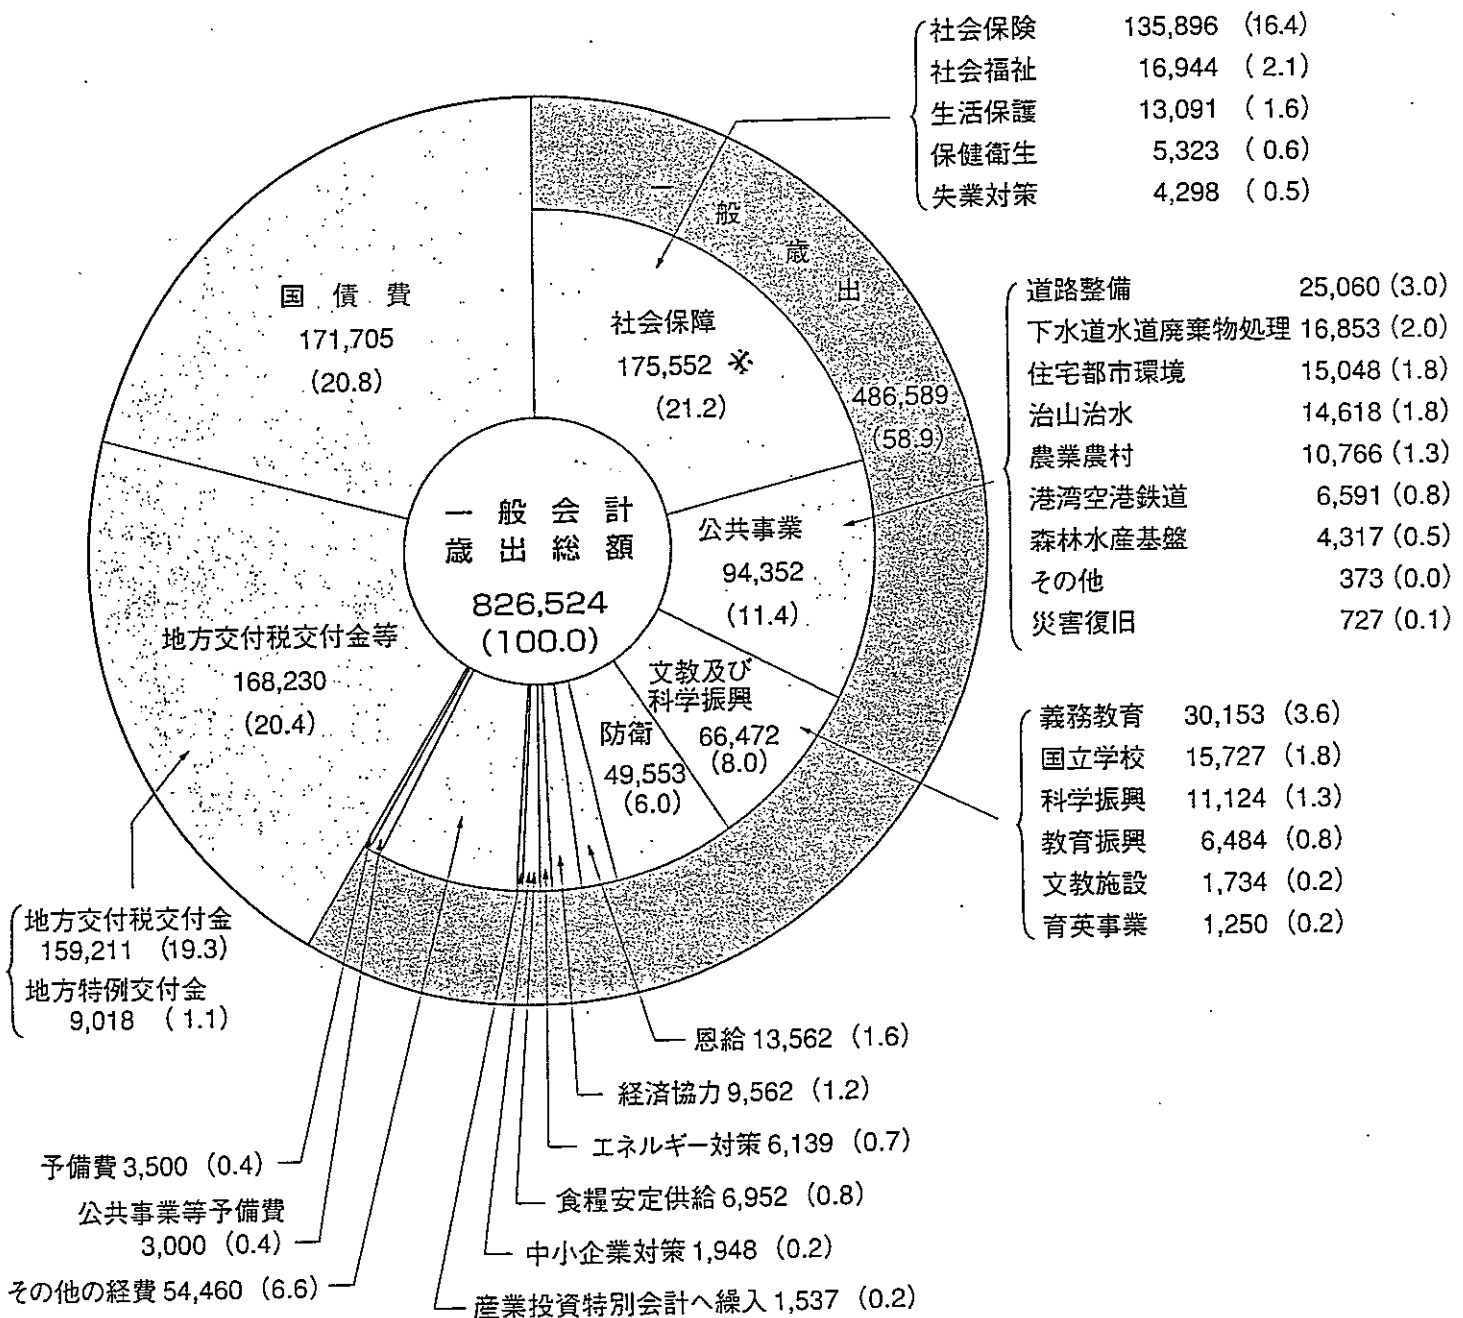 社会保険 135,896 (16.4)
社会福祉 16,944 ( 2.1)
生活保護 13,091 ( 1.6)
保健衛生 5,323 ( 0.6)
失業対策 4,298 ( 0.5)
一般歳出
486,589
(58.9)
国債費
171,705
(20.8)
社会保障
175,552 ※
(21.2)
道路整備 25,060 (3.0)
下水道水道廃棄物処理 16,853 (2.0)
住宅都市環境 15,048 (1.8)
治山治水 14,618 (1.8)
農業農村 10,766 (1.3)
港湾空港鉄道 6,591 (0.8)
森林水産基盤 4,317 (0.5)
その他 373 (0.0)
災害復旧 727 (0.1)
一般会計
歳出総額
826,524
(100.0)
公共事業
94,352
(11.4)
地方交付税交付金等
168,230
(20.4)
文教及び
科学振興
66,472
(8.0)
防衛
49,553
(6.0)
義務教育 30,153 (3.6)
国立学校 15,727 (1.8)
科学振興 11,124 (1.3)
教育振興 6,484 (0.8)
文教施設 1,734 (0.2)
育英事業 1,250 (0.2)
地方交付税交付金
159,211 (19.3)
地方特例交付金
9,018 ( 1.1)
恩給 13,562 (1.6)
経済協力 9,562 (1.2)
エネルギー対策 6,139 (0.7)
食糧安定供給 6,952 (0.8)
中小企業対策 1,948 (0.2)
産業投資特別会計へ繰入 1,537 (0.2)
予備費 3,500 (0.4)
公共事業等予備費
3,000 (0.4)
その他の経費 54,460 (6.6)